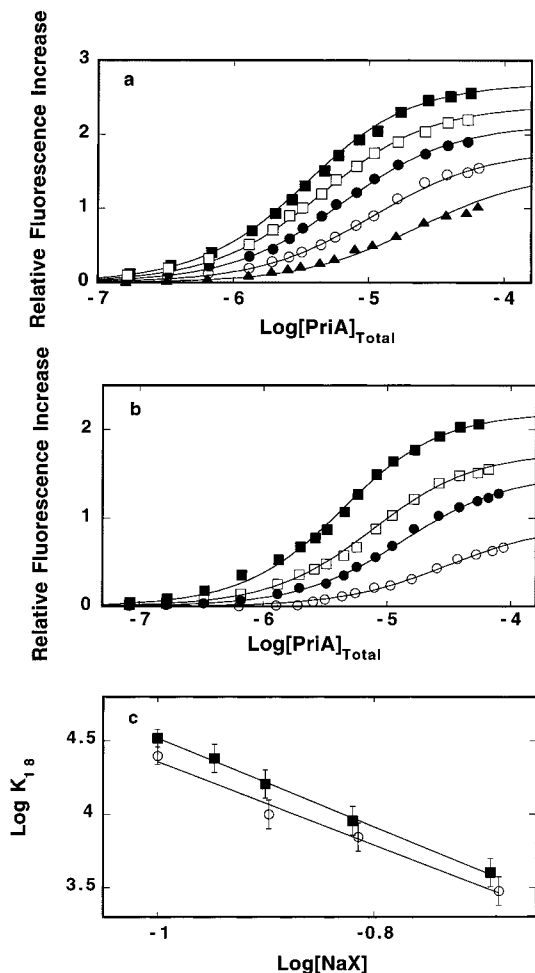 a
3
2
1
0
Relative Fluorescence Increase
-7
-6
-5
-4
Log[PriA]Total
b
2
1
0
Relative Fluorescence Increase
-7
-6
-5
-4
Log[PriA]Total
c
4.5
4
3.5
Log K18
-1
-0.8
Log[NaX]